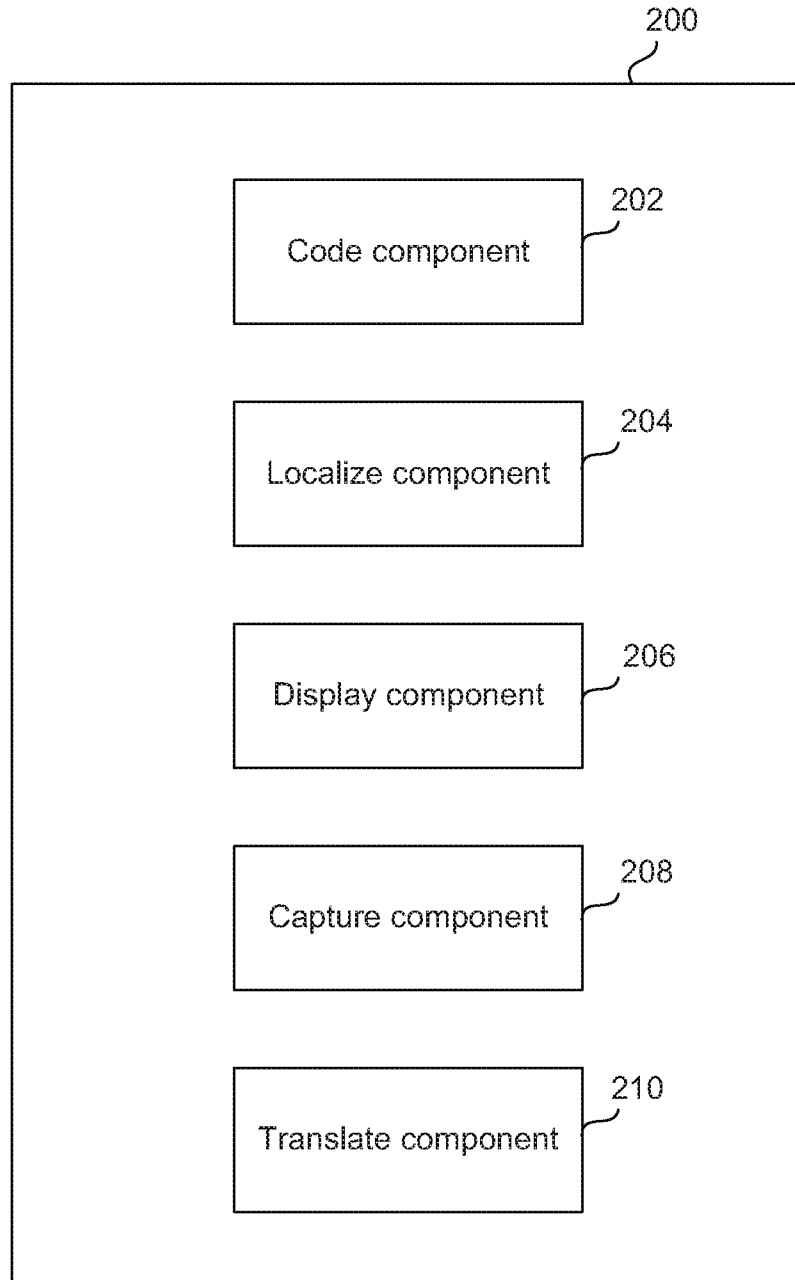 200
Code component
202
Localize component
204
Display component
206
Capture component
208
Translate component
210